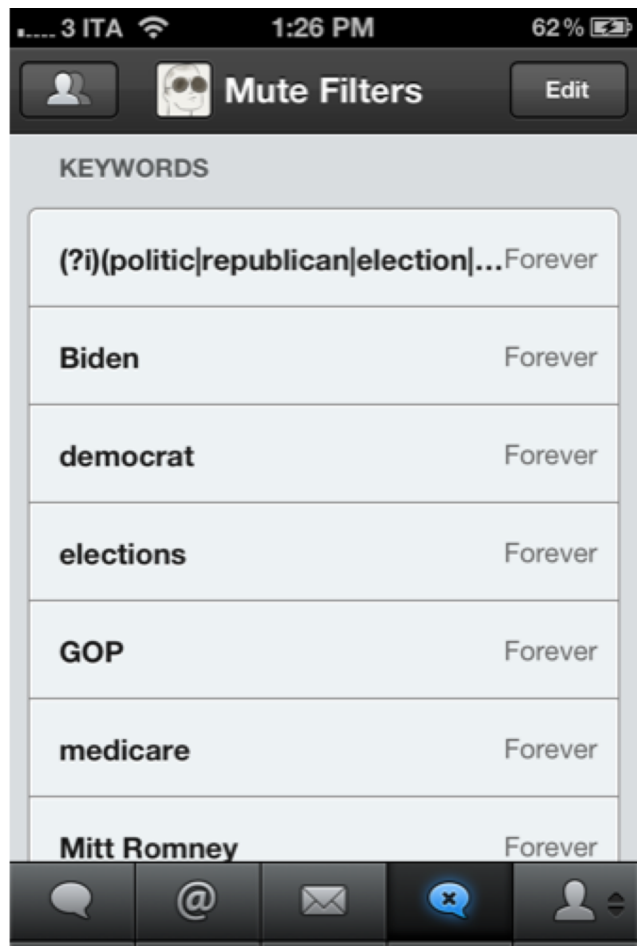 ..... 3 ITA 1:26 PM 62%
Mute Filters Edit
KEYWORDS
(?i)(politic|republican|election|... Forever
Biden Forever
democrat Forever
elections Forever
GOP Forever
medicare Forever
Mitt Romney Forever
@